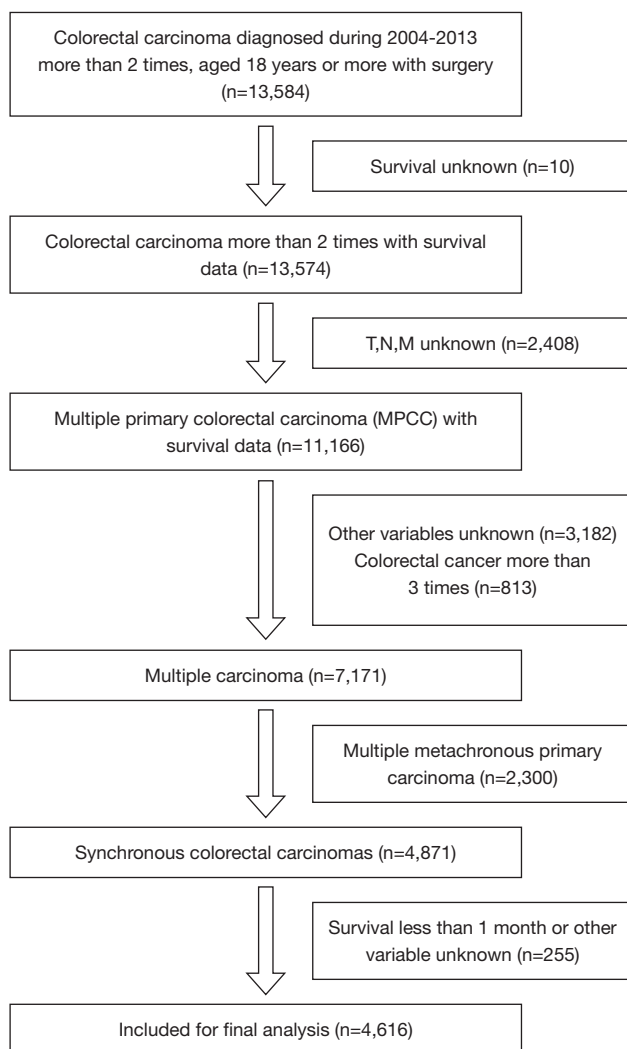 Colorectal carcinoma diagnosed during 2004-2013
more than 2 times, aged 18 years or more with surgery
(n=13,584)
Survival unknown (n=10)
Colorectal carcinoma more than 2 times with survival
data (n=13,574)
T,N,M unknown (n=2,408)
Multiple primary colorectal carcinoma (MPCC) with
survival data (n=11,166)
Other variables unknown (n=3,182)
Colorectal cancer more than
3 times (n=813)
Multiple carcinoma (n=7,171)
Multiple metachronous primary
carcinoma (n=2,300)
Synchronous colorectal carcinomas (n=4,871)
Survival less than 1 month or other
variable unknown (n=255)
Included for final analysis (n=4,616)